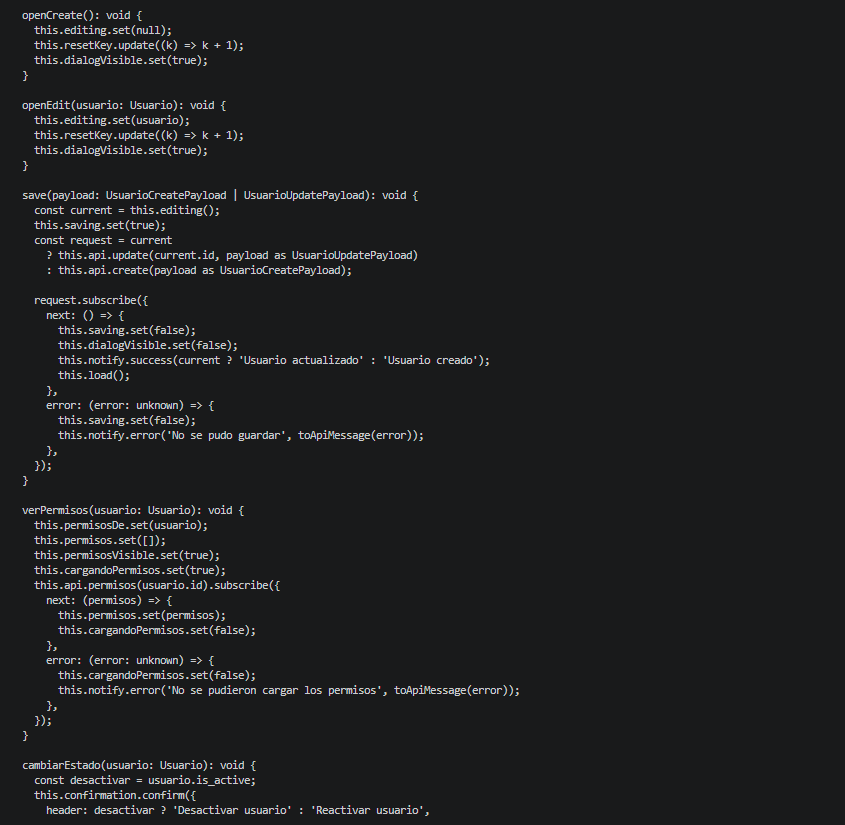 openCreate(): void {
  this.editing.set(null);
  this.resetKey.update((k) => k + 1);
  this.dialogVisible.set(true);
}

openEdit(usuario: Usuario): void {
  this.editing.set(usuario);
  this.resetKey.update((k) => k + 1);
  this.dialogVisible.set(true);
}

save(payload: UsuarioCreatePayload | UsuarioUpdatePayload): void {
  const current = this.editing();
  this.saving.set(true);
  const request = current
    ? this.api.update(current.id, payload as UsuarioUpdatePayload)
    : this.api.create(payload as UsuarioCreatePayload);

  request.subscribe({
    next: () => {
      this.saving.set(false);
      this.dialogVisible.set(false);
      this.notify.success(current ? 'Usuario actualizado' : 'Usuario creado');
      this.load();
    },
    error: (error: unknown) => {
      this.saving.set(false);
      this.notify.error('No se pudo guardar', toApiMessage(error));
    },
  });
}

verPermisos(usuario: Usuario): void {
  this.permisosDe.set(usuario);
  this.permisos.set([]);
  this.permisosVisible.set(true);
  this.cargandoPermisos.set(true);
  this.api.permisos(usuario.id).subscribe({
    next: (permisos) => {
      this.permisos.set(permisos);
      this.cargandoPermisos.set(false);
    },
    error: (error: unknown) => {
      this.cargandoPermisos.set(false);
      this.notify.error('No se pudieron cargar los permisos', toApiMessage(error));
    },
  });
}

cambiarEstado(usuario: Usuario): void {
  const desactivar = usuario.is_active;
  this.confirmation.confirm({
    header: desactivar ? 'Desactivar usuario' : 'Reactivar usuario',